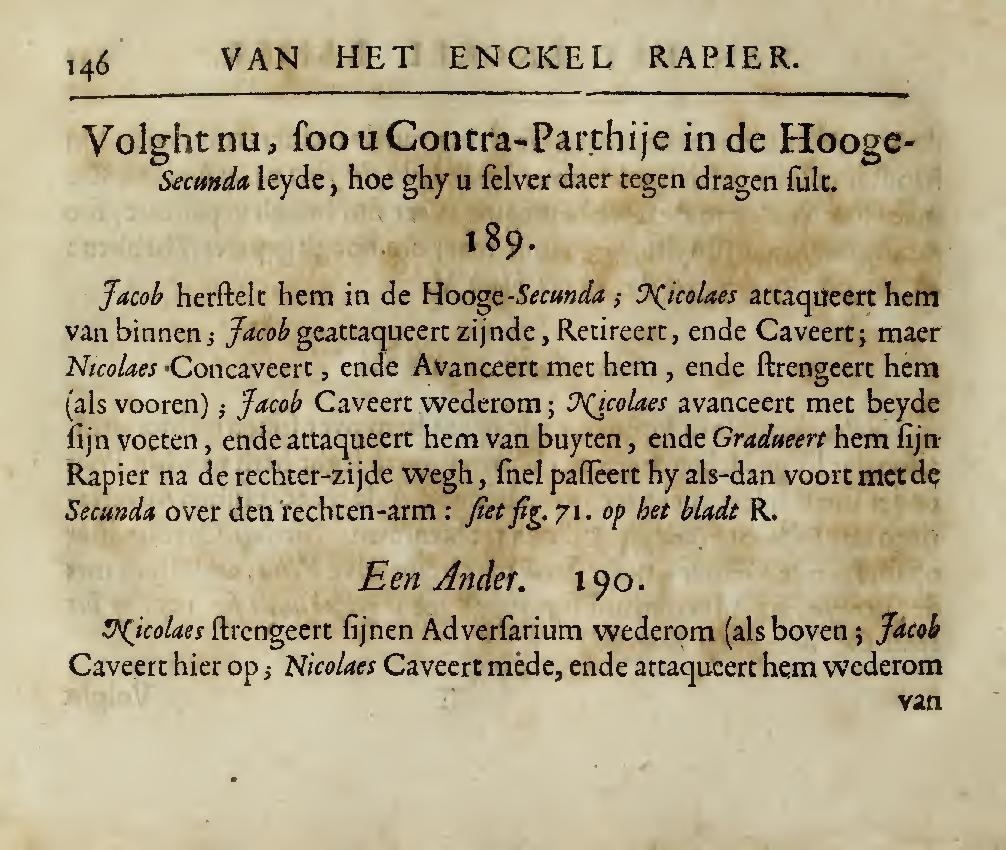 146 VAN HET ENCKEL RAPIER.
Volght nu, ſoo u Contra-Parthije in de Hooge-
Secunda leyde, hoe ghy u ſelver daer tegen dragen ſult.
189.
Jacob herſtelt hem in de Hooge-Secunda ; Nicolaes attaqueert hem
van binnen ; Jacob geattaqueert zijnde, Retireert, ende Caveert; maer
Nicolaes Concaveert, ende Avanceert met hem, ende ſtrengeert hem
(als vooren) ; Jacob Caveert wederom ; Nicolaes avanceert met beyde
ſijn voeten, ende attaqueert hem van buyten, ende Gradueert hem ſijn
Rapier na de rechter-zijde wegh, ſnel paſſeert hy als-dan voort met de
Secunda over den rechten-arm : ſiet fig. 71. op het bladt R.
Een Ander. 190.
Nicolaes ſtrengeert ſijnen Adverſarium wederom (als boven ; Jacob
Caveert hier op ; Nicolaes Caveert mede, ende attaqueert hem wederom
van